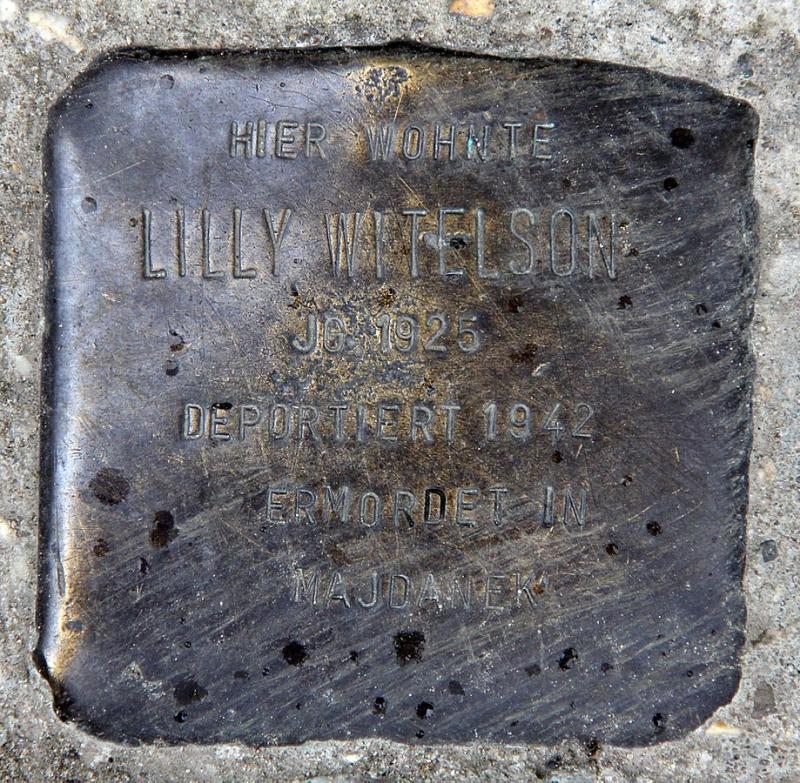 HIER WOHNTE
LILLY WITELSON
JG. 1925
DEPORTIERT 1942
ERMORDET IN
MAJDANEK